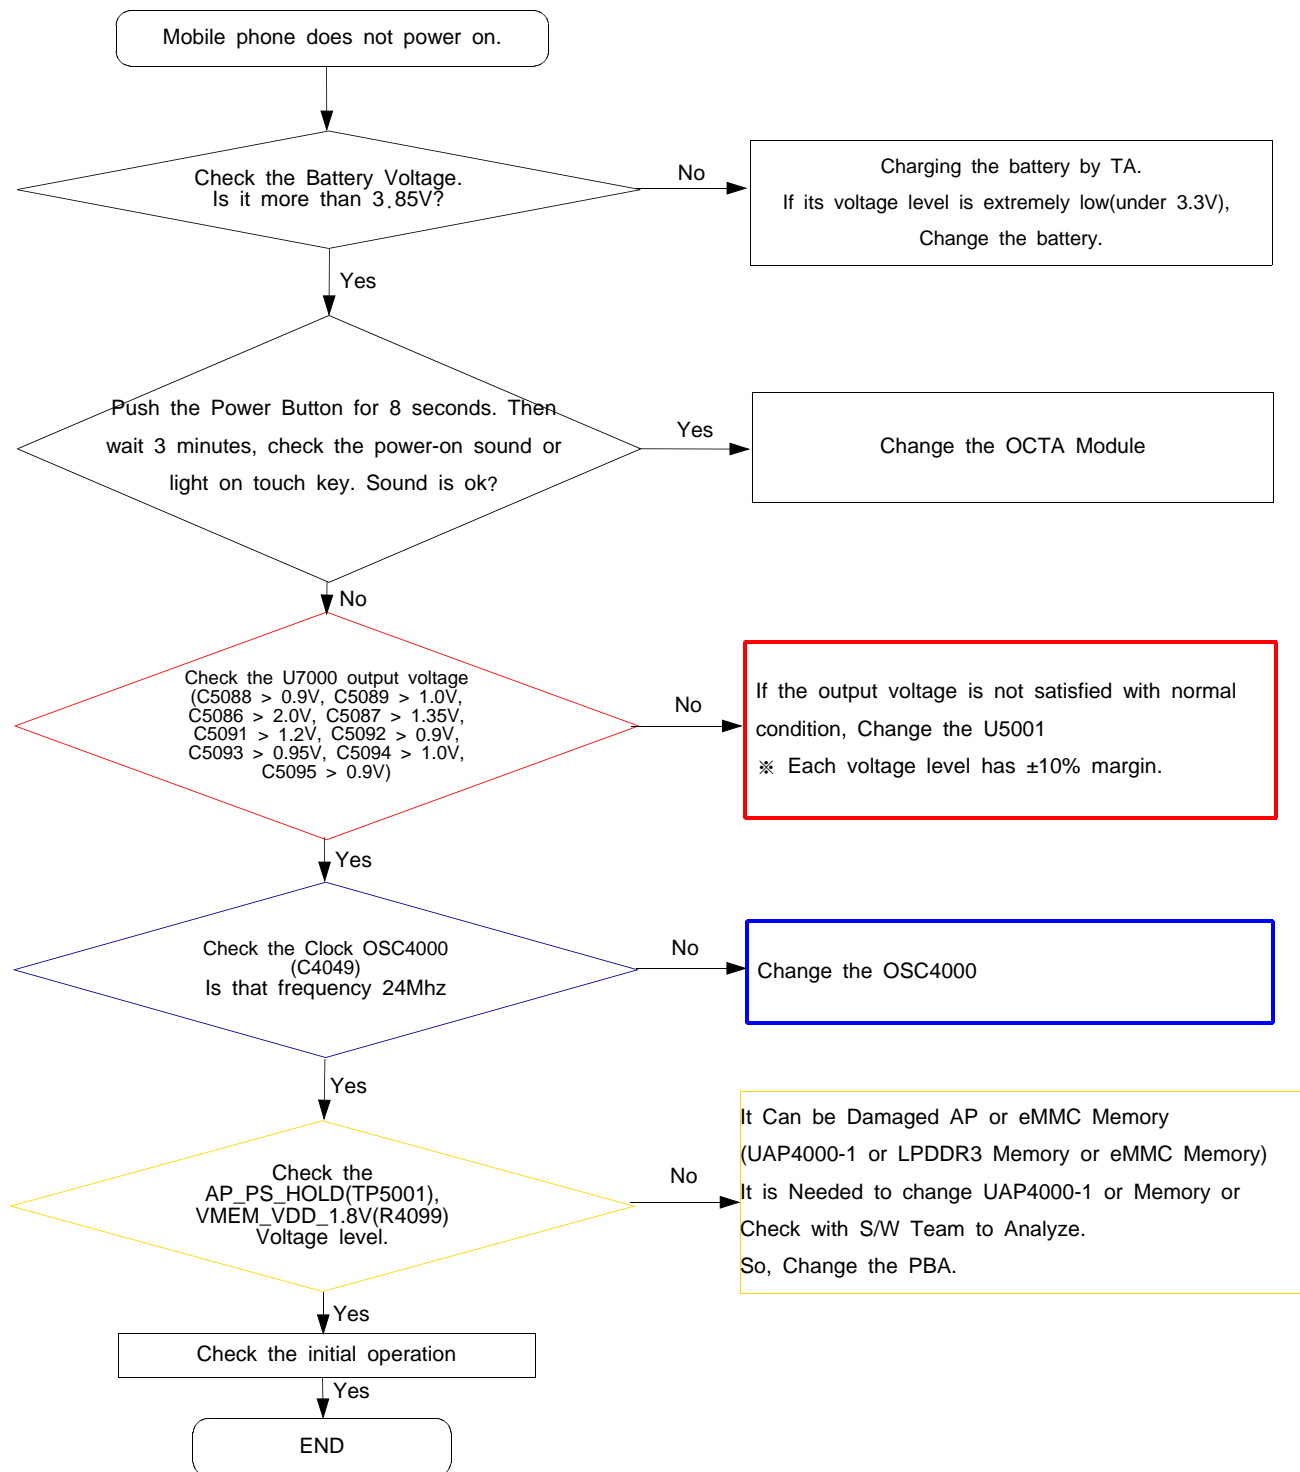 Mobile phone does not power on.
Check the Battery Voltage.
Is it more than 3.85V?
No
Charging the battery by TA.
If its voltage level is extremely low(under 3.3V),
Change the battery.
Yes
Push the Power Button for 8 seconds. Then
wait 3 minutes, check the power-on sound or
light on touch key. Sound is ok?
Yes
Change the OCTA Module
No
Check the U7000 output voltage
(C5088 > 0.9V, C5089 > 1.0V,
C5086 > 2.0V, C5087 > 1.35V,
C5091 > 1.2V, C5092 > 0.9V,
C5093 > 0.95V, C5094 > 1.0V,
C5095 > 0.9V)
No
If the output voltage is not satisfied with normal
condition, Change the U5001
※ Each voltage level has ±10% margin.
Yes
Check the Clock OSC4000
(C4049)
Is that frequency 24Mhz
No
Change the OSC4000
Yes
Check the
AP_PS_HOLD(TP5001),
VMEM_VDD_1.8V(R4099)
Voltage level.
No
It Can be Damaged AP or eMMC Memory
(UAP4000-1 or LPDDR3 Memory or eMMC Memory)
It is Needed to change UAP4000-1 or Memory or
Check with S/W Team to Analyze.
So, Change the PBA.
Yes
Check the initial operation
Yes
END